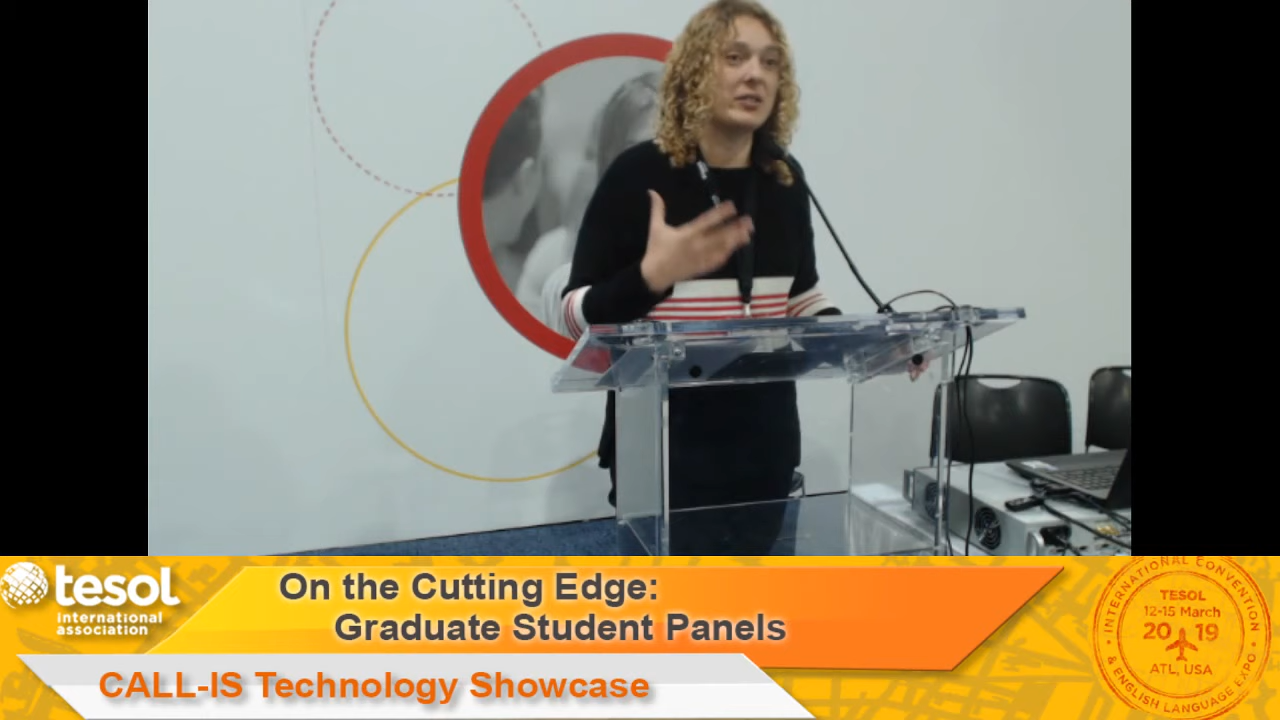 tesol
international
association
On the Cutting Edge:
Graduate Student Panels
CALL-IS Technology Showcase
INTERNATIONAL CONVENTION
TESOL
12-15 March
20 19
ATL, USA
& ENGLISH LANGUAGE EXPO